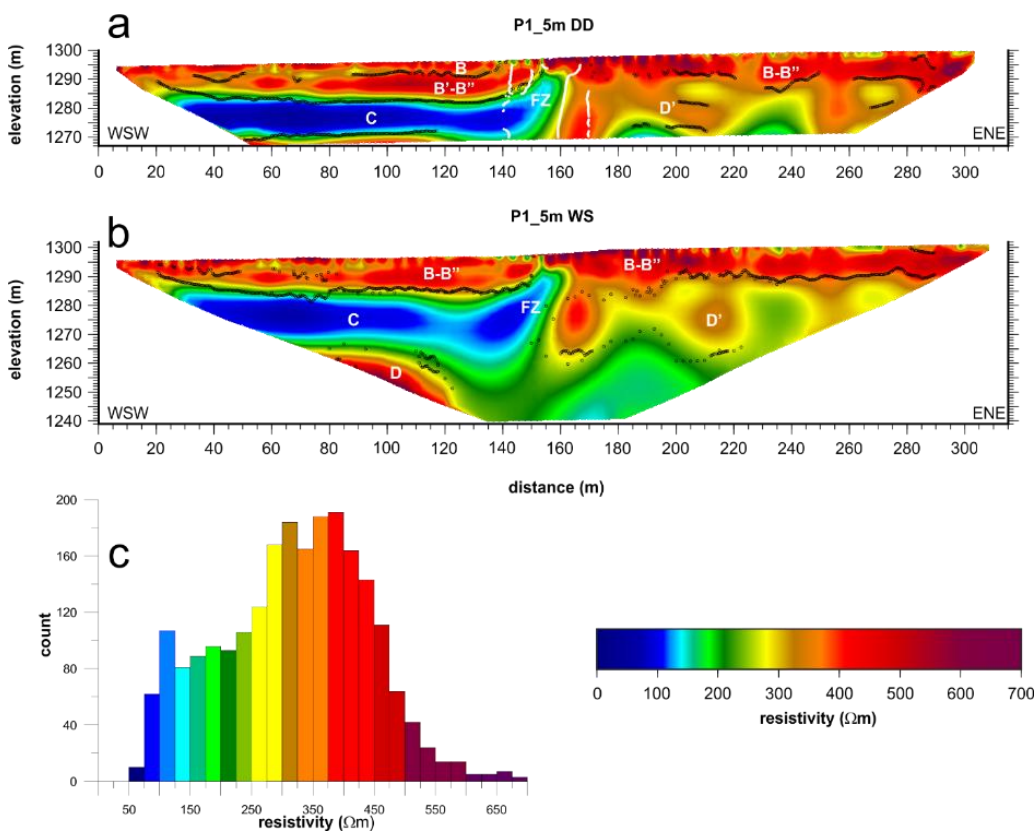 a
P1_5m DD
elevation (m)
1300
1290
1280
1270
B
B'-B"
C
FZ
B-B"
D'
WSW
ENE
0 20 40 60 80 100 120 140 160 180 200 220 240 260 280 300
b
P1_5m WS
elevation (m)
1300
1290
1280
1270
1260
1250
1240
B-B"
B-B"
C
FZ
D'
D
WSW
ENE
0 20 40 60 80 100 120 140 160 180 200 220 240 260 280 300
distance (m)
c
count
200
160
120
80
40
0
50 150 250 350 450 550 650
resistivity (Ωm)
0 100 200 300 400 500 600 700
resistivity (Ωm)